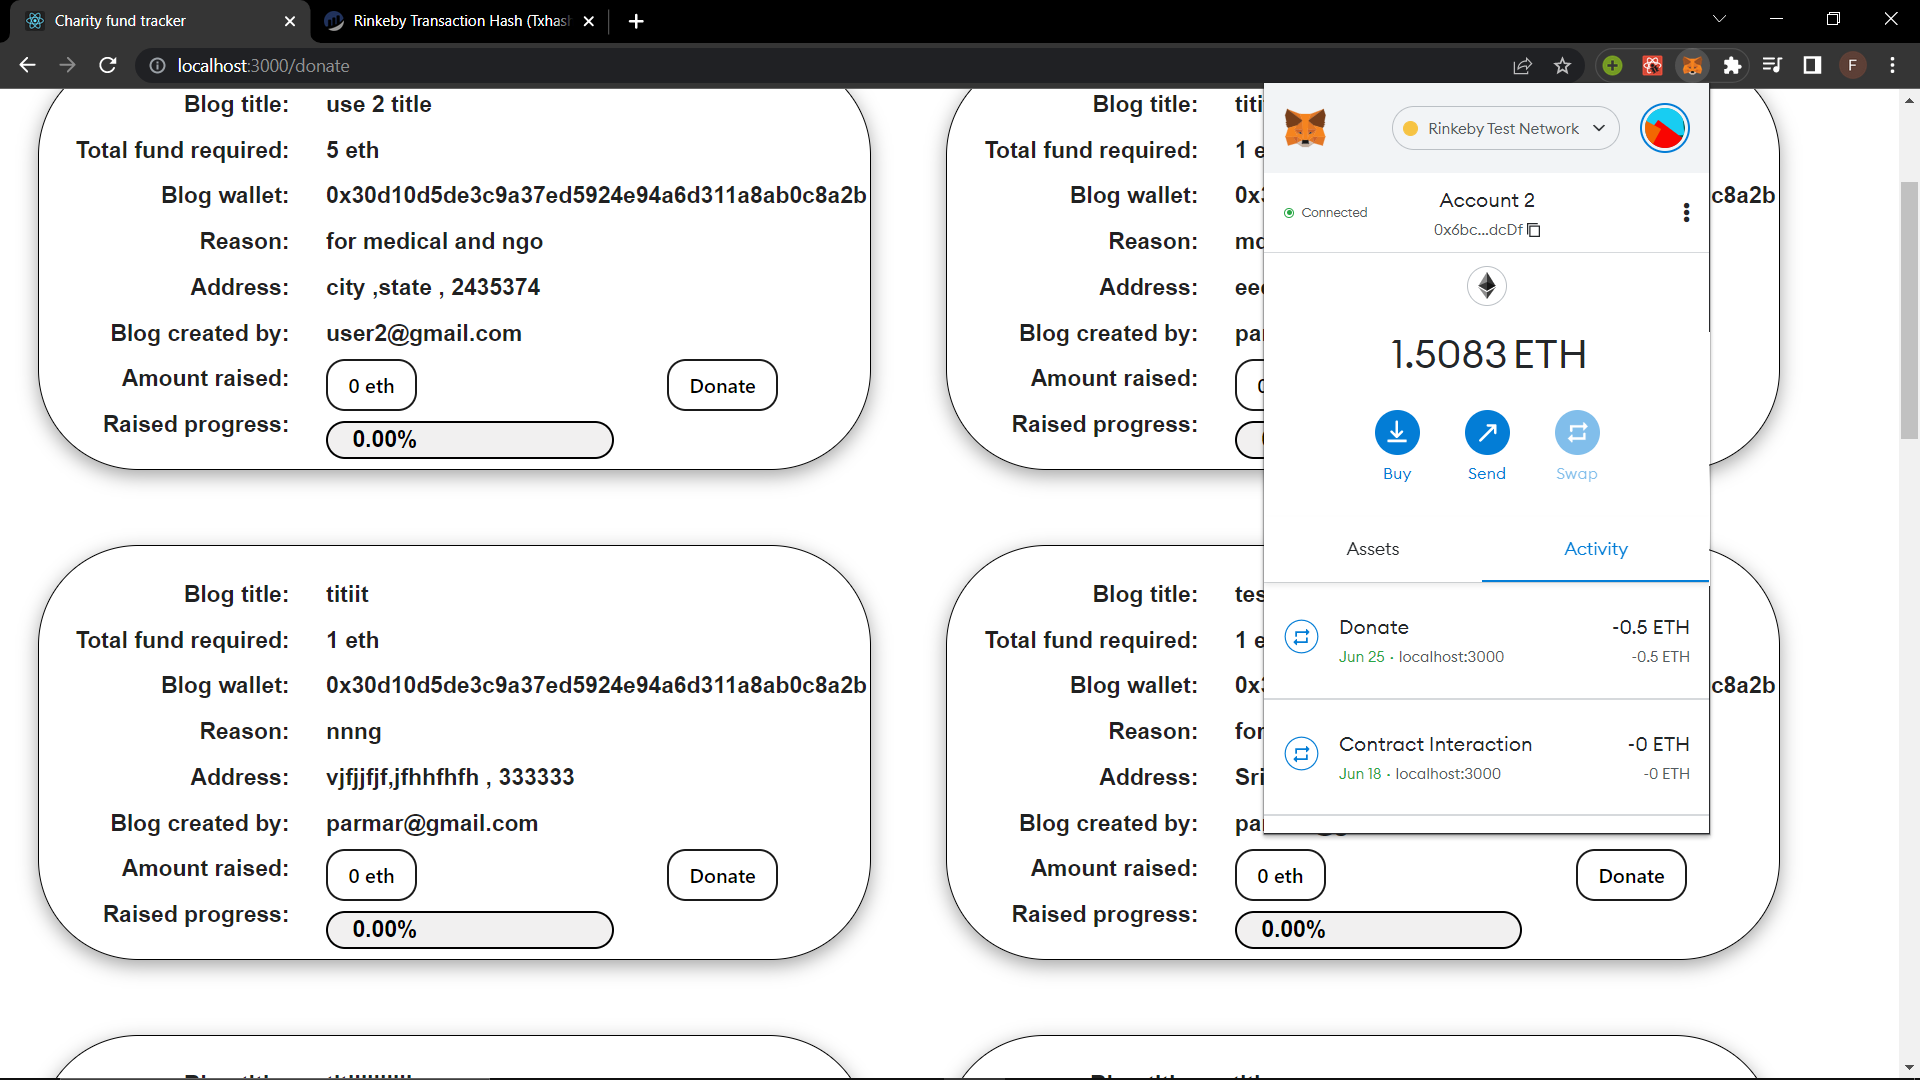 Charity fund tracker
Rinkeby Transaction Hash (Txhash
localhost:3000/donate
F
Blog title: use 2 title
Total fund required: 5 eth
Blog wallet: 0x30d10d5de3c9a37ed5924e94a6d311a8ab0c8a2b
Reason: for medical and ngo
Address: city ,state , 2435374
Blog created by: user2@gmail.com
Amount raised: 0 eth Donate
Raised progress: 0.00%
Blog title:
Total fund required: 1
Blog wallet: 0x c8a2b
Reason:
Address:
Blog created by:
Amount raised:
Raised progress:
Rinkeby Test Network
Connected
Account 2
0x6bc...dcDf
1.5083 ETH
Buy Send Swap
Assets Activity
Donate -0.5 ETH
Jun 25 · localhost:3000 -0.5 ETH
Contract Interaction -0 ETH
Jun 18 · localhost:3000 -0 ETH
Blog title: titiit
Total fund required: 1 eth
Blog wallet: 0x30d10d5de3c9a37ed5924e94a6d311a8ab0c8a2b
Reason: nnng
Address: vjfjjfjf,jfhhfhfh , 333333
Blog created by: parmar@gmail.com
Amount raised: 0 eth Donate
Raised progress: 0.00%
Blog title: tes
Total fund required: 1 e
Blog wallet: 0x c8a2b
Reason: for
Address: Sri
Blog created by: pa
Amount raised: 0 eth Donate
Raised progress: 0.00%